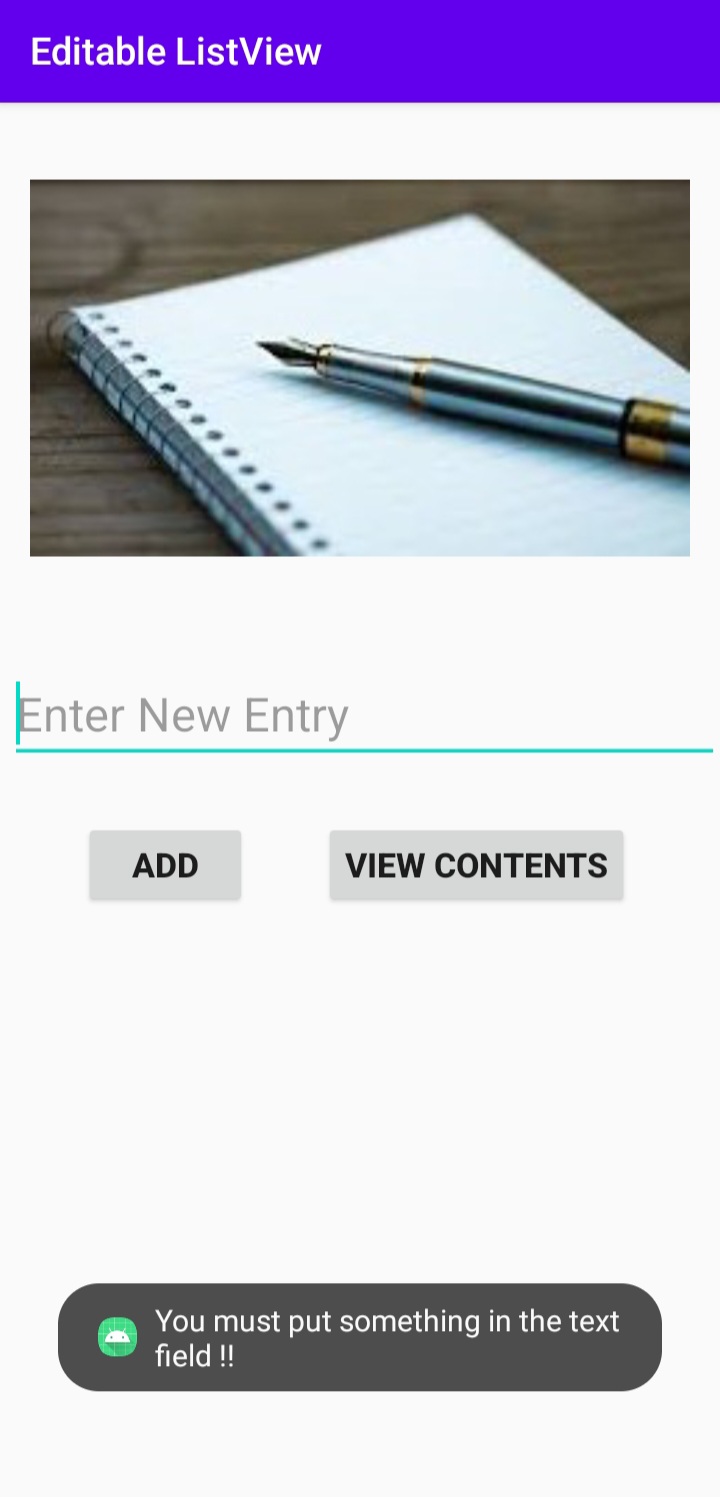 Editable ListView
Enter New Entry
ADD
VIEW CONTENTS
You must put something in the text
field !!